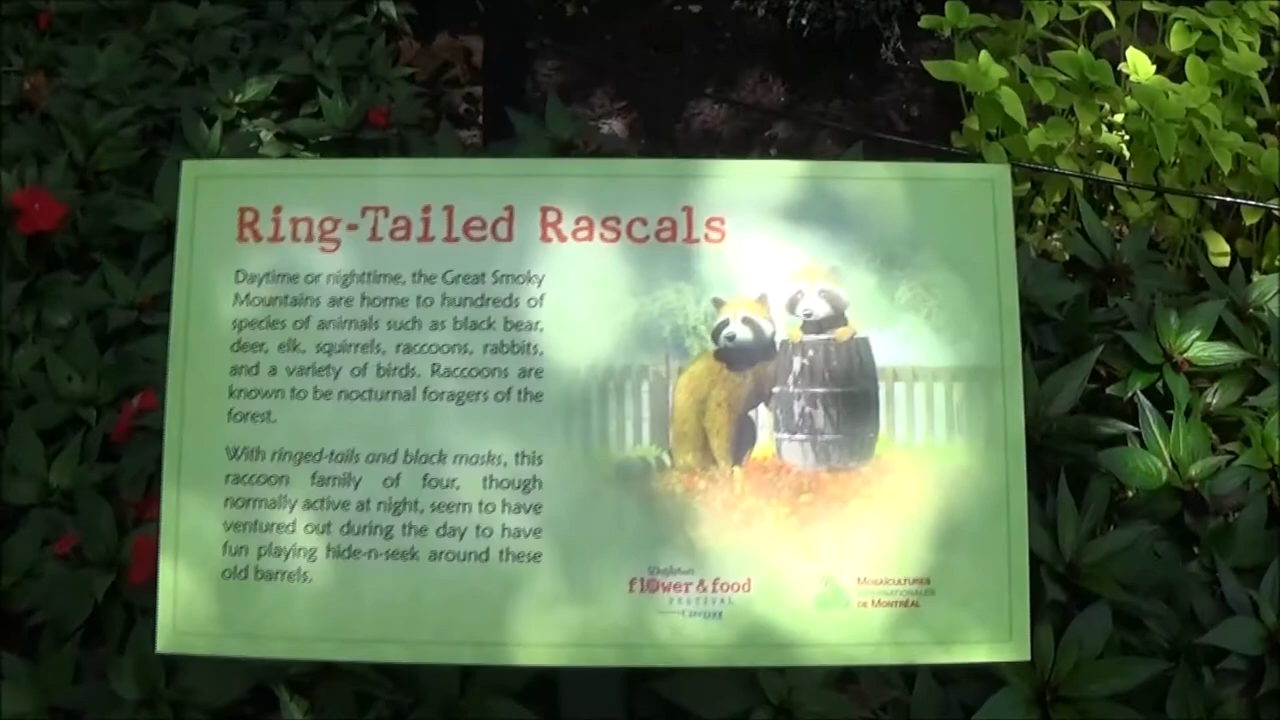 Ring-Tailed Rascals
Daytime or nighttime, the Great Smoky
Mountains are home to hundreds of
species of animals such as black bear,
deer, elk, squirrels, raccoons, rabbits,
and a variety of birds. Raccoons are
known to be nocturnal foragers of the
forest.
With ringed-tails and black masks, this
raccoon family of four, though
normally active at night, seem to have
ventured out during the day to have
fun playing hide-n-seek around these
old barrels.
flower & food
FESTIVAL
MOSAÏCULTURES
INTERNATIONALES
DE MONTRÉAL